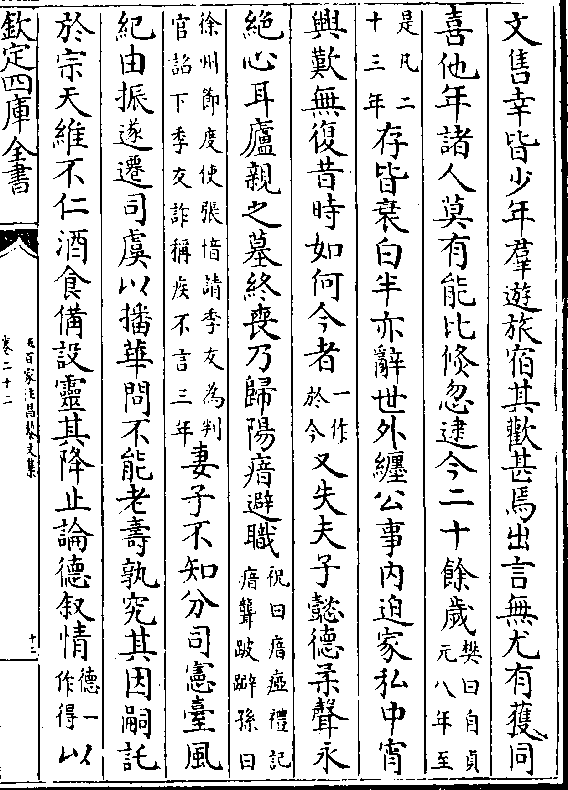 文雋幸皆少年羣遊旅宿其歡甚焉出言無尤有獲同
喜他年諸人莫有能比倏忽逮今二十餘歲樊曰自貞元八年至
是凡二十三年存皆衰白半亦辭世外纏公事内迫家私中宵
興歎無復昔時如何今者一作於今又失夫子懿德柔聲永
絶心耳廬親之墓終喪乃歸陽瘖避職祝曰瘖瘂禮記瘖聾跛躃孫曰
徐州節度使張愔請季友為判官詔下季友詐稱疾不言三年妻子不知分司憲臺風
紀由振遂遷司虞以播華問不能老壽孰究其因嗣託
於宗天維不仁酒食備設靈其降止論德叙情德一作得以
欽定四庫全書
五百家注昌黎文集
卷二十二
十三